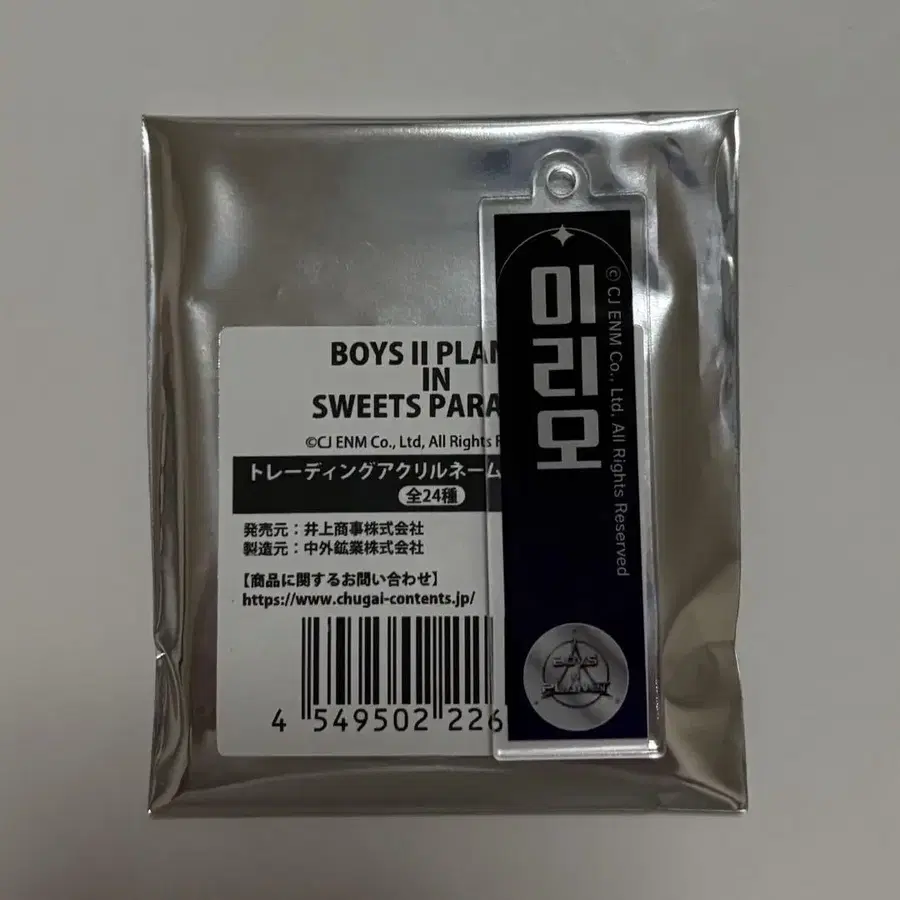 BOYS II PLAN
IN
SWEETS PARA
©CJ ENM Co., Ltd, All Rights R
トレーディングアクリルネーム
全24種
発売元：井上商事株式会社
製造元：中外鉱業株式会社
【商品に関するお問い合わせ】
https://www.chugai-contents.jp/
4 549502 226
이리모
© CJ ENM Co., Ltd, All Rights Reserved
BOYS
II PLANET